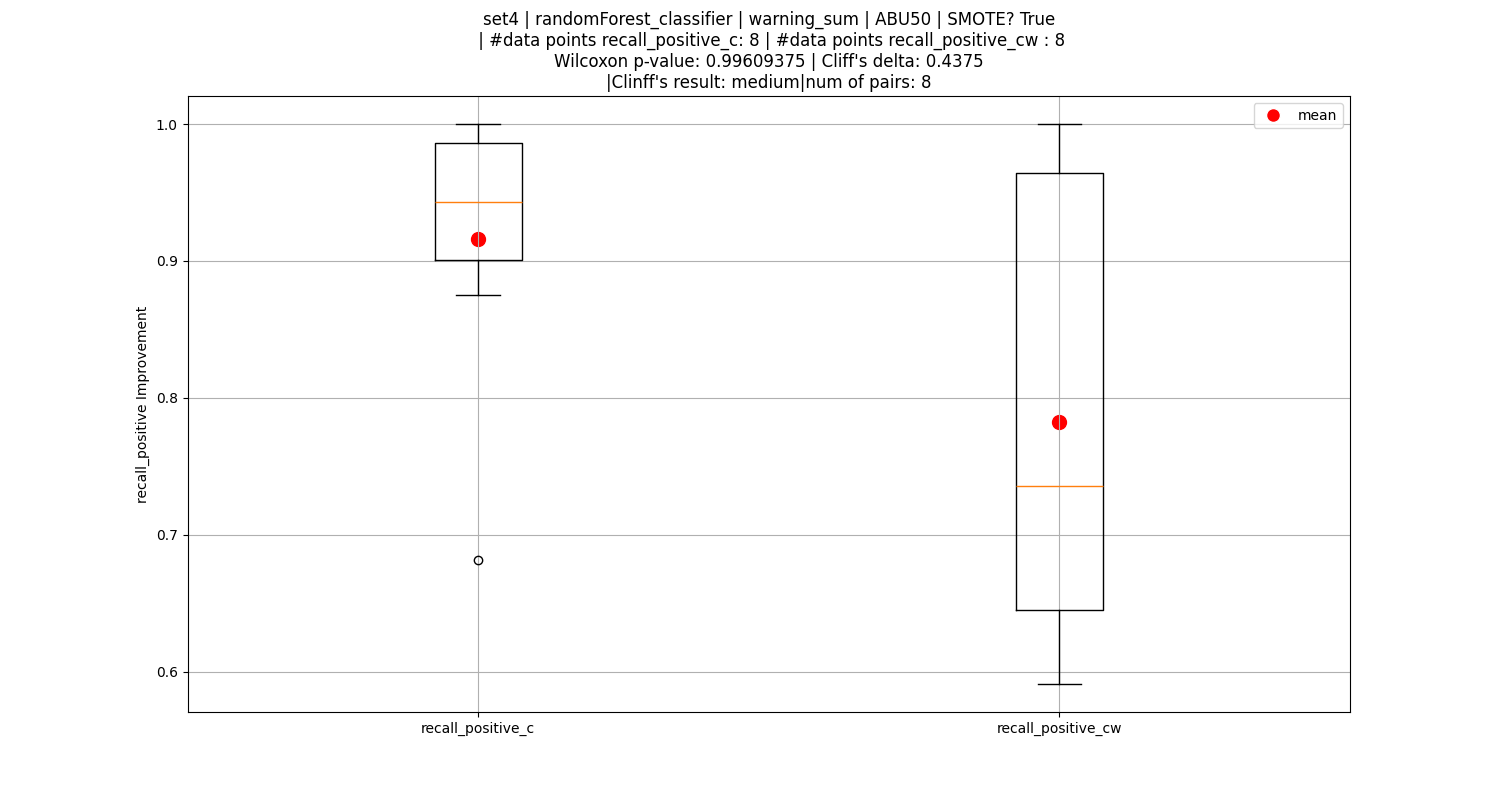 set4 | randomForest_classifier | warning_sum | ABU50 | SMOTE? True
| #data points recall_positive_c: 8 | #data points recall_positive_cw : 8
Wilcoxon p-value: 0.99609375 | Cliff's delta: 0.4375
|Clinff's result: medium|num of pairs: 8
mean
recall_positive Improvement
1.0
0.9
0.8
0.7
0.6
recall_positive_c
recall_positive_cw